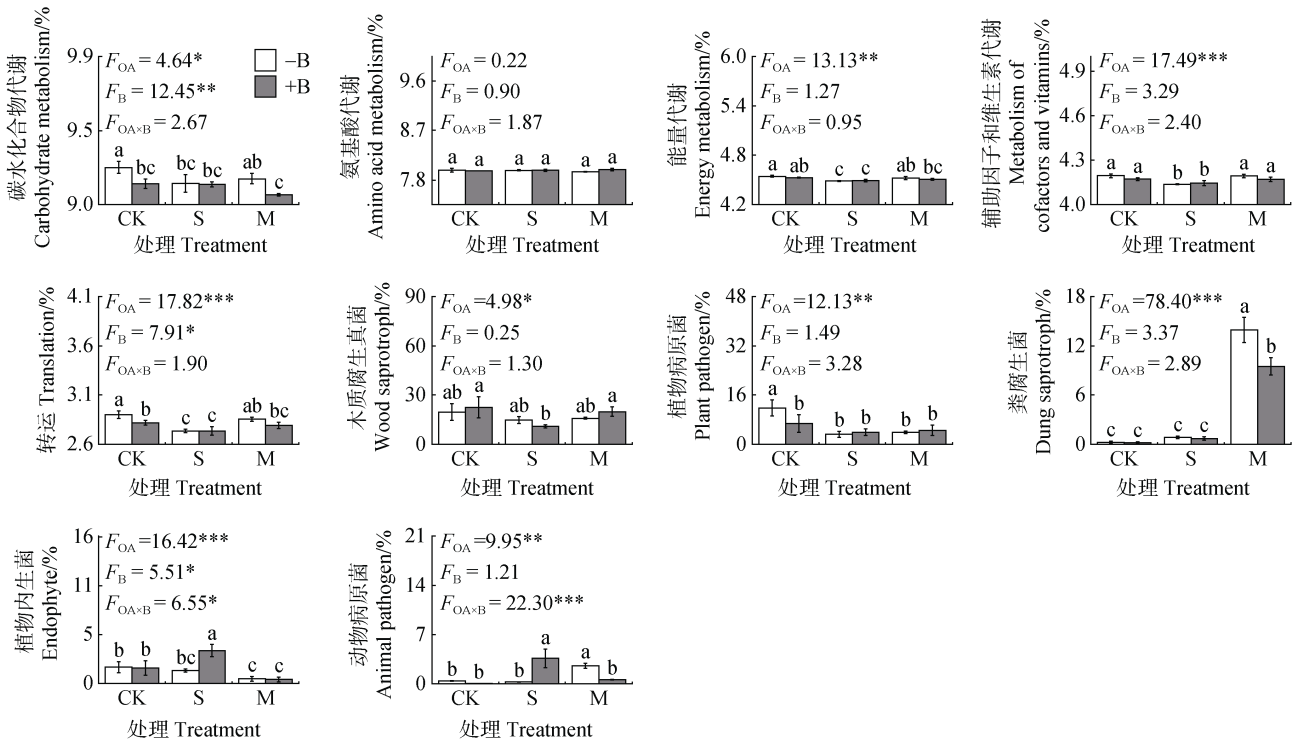 碳水化合物代谢
Carbohydrate metabolism/%
9.9
9.5
9.0
F_OA = 4.64*
F_B = 12.45**
F_OA×B = 2.67
–B
+B
a bc bc b ab c
CK S M
处理 Treatment
氨基酸代谢
Amino acid metabolism/%
9.6
8.7
7.8
F_OA = 0.22
F_B = 0.90
F_OA×B = 1.87
a a a a a a
CK S M
处理 Treatment
能量代谢
Energy metabolism/%
6.0
5.4
4.8
4.2
F_OA = 13.13**
F_B = 1.27
F_OA×B = 0.95
a ab c c ab bc
CK S M
处理 Treatment
辅助因子和维生素代谢
Metabolism of
cofactors and vitamins/%
4.9
4.6
4.3
4.0
F_OA = 17.49***
F_B = 3.29
F_OA×B = 2.40
a a b b a a
CK S M
处理 Treatment
转运 Translation/%
4.1
3.6
3.1
2.6
F_OA = 17.82***
F_B = 7.91*
F_OA×B = 1.90
a b c c ab bc
CK S M
处理 Treatment
木质腐生真菌
Wood saprotroph/%
90
60
30
0
F_OA =4.98*
F_B = 0.25
F_OA×B = 1.30
ab a ab b ab a
CK S M
处理 Treatment
植物病原菌
Plant pathogen/%
48
32
16
0
F_OA =12.13**
F_B = 1.49
F_OA×B = 3.28
a b b b b b
CK S M
处理 Treatment
粪腐生菌
Dung saprotroph/%
18
12
6
0
F_OA =78.40***
F_B = 3.37
F_OA×B = 2.89
c c c c a b
CK S M
处理 Treatment
植物内生菌
Endophyte/%
16
11
5
0
F_OA =16.42***
F_B = 5.51*
F_OA×B = 6.55*
b b bc a c c
CK S M
处理 Treatment
动物病原菌
Animal pathogen/%
21
14
7
0
F_OA =9.95**
F_B = 1.21
F_OA×B = 22.30***
b b b a a b
CK S M
处理 Treatment